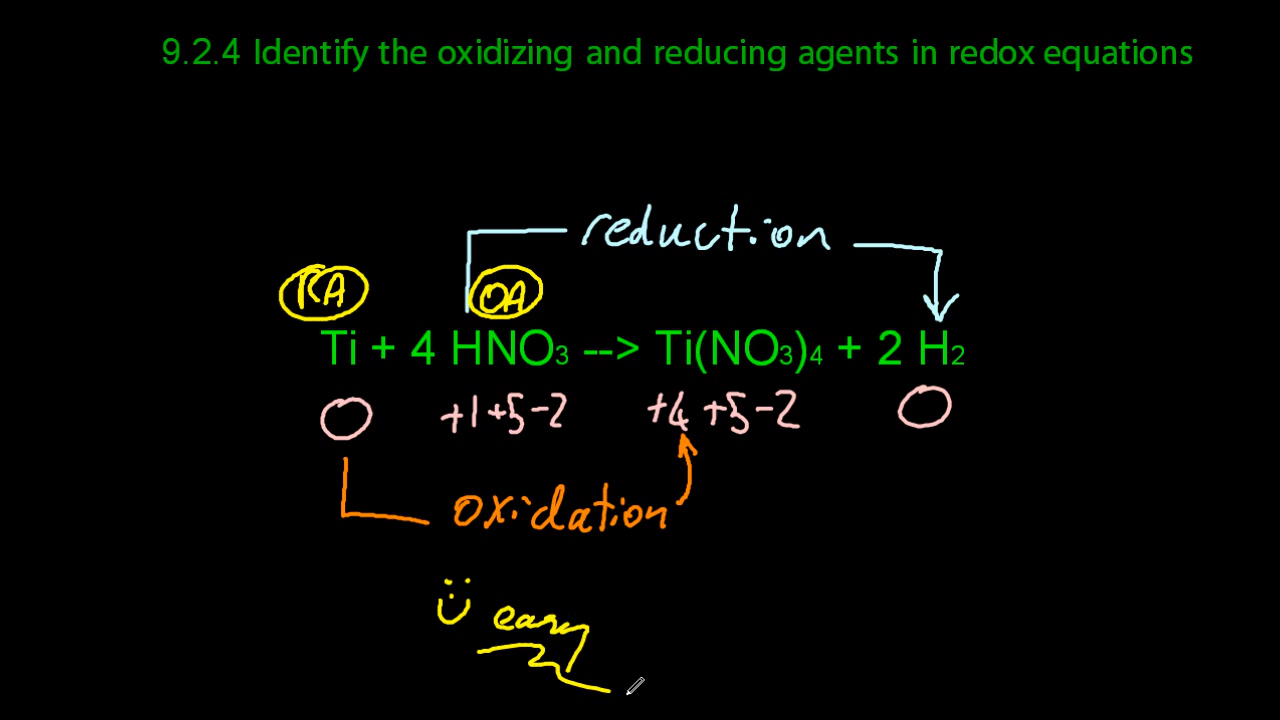 9.2.4 Identify the oxidizing and reducing agents in redox equations
reduction
RA OA
Ti + 4 HNO3 --> Ti(NO3)4 + 2 H2
0 +1+5-2 +4+5-2 0
oxidation
easy